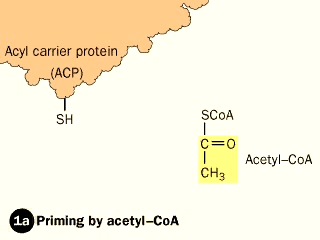 Acyl carrier protein
(ACP)
SH
SCoA
C=O
Acetyl–CoA
CH3
1a Priming by acetyl–CoA